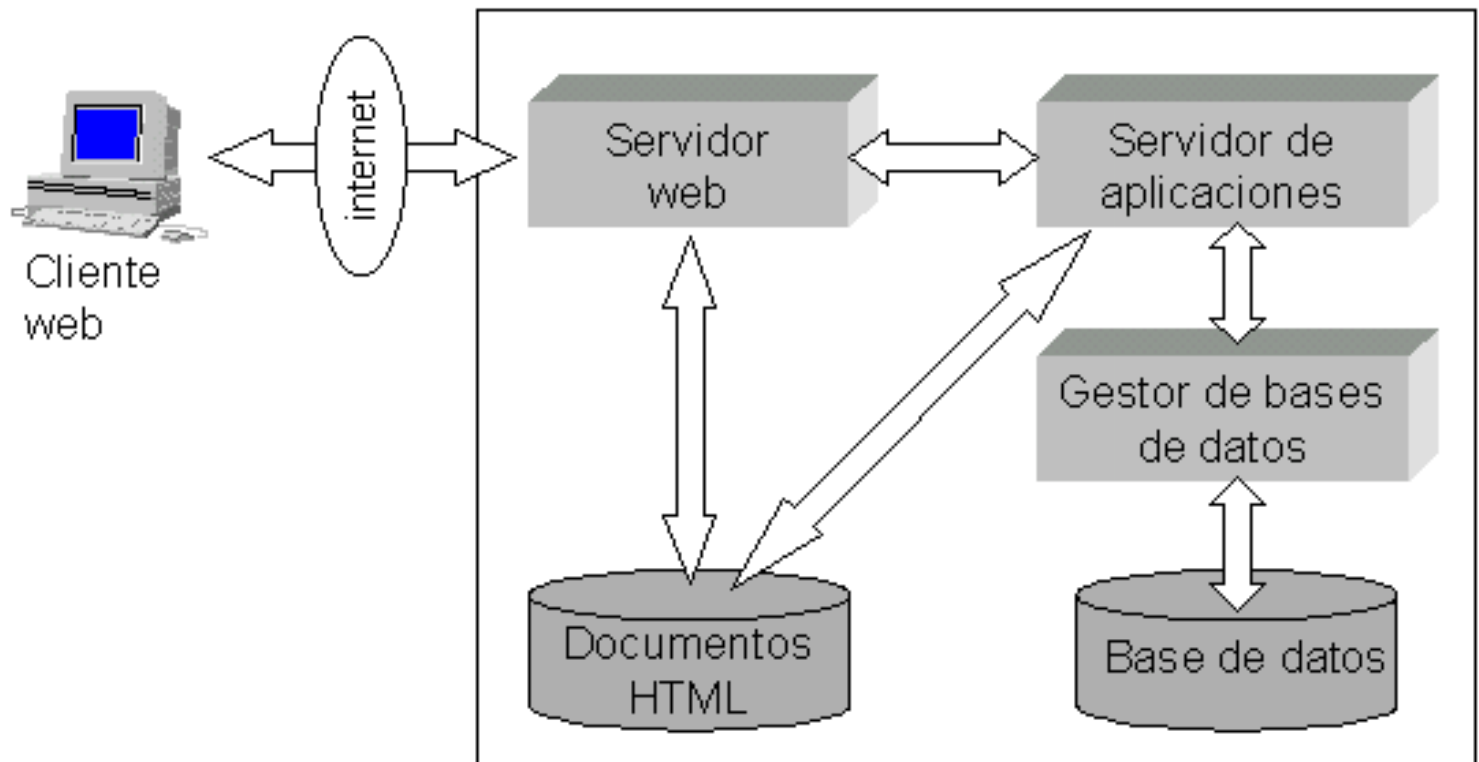 Cliente
web
internet
Servidor
web
Servidor de
aplicaciones
Gestor de bases
de datos
Documentos
HTML
Base de datos